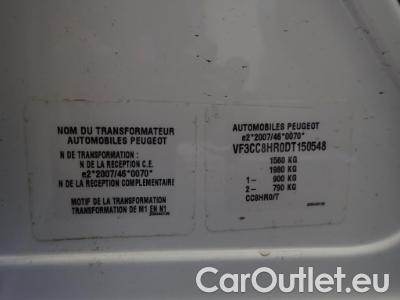 NOM DU TRANSFORMATEUR
AUTOMOBILES PEUGEOT
N DE TRANSFORMATION :
N DE LA RECEPTION C.E.
e2*2007/46*0070*
N DE LA RECEPTION COMPLEMENTAIRE
MOTIF DE LA TRANSFORMATION
TRANSFORMATION DE M1 EN N1
AUTOMOBILES PEUGEOT
e2*2007/46*0070*
VF3CC8HR0DT150548
1560 KG
1980 KG
1- 900 KG
2- 790 KG
CC8HR0/T
CarOutlet.eu